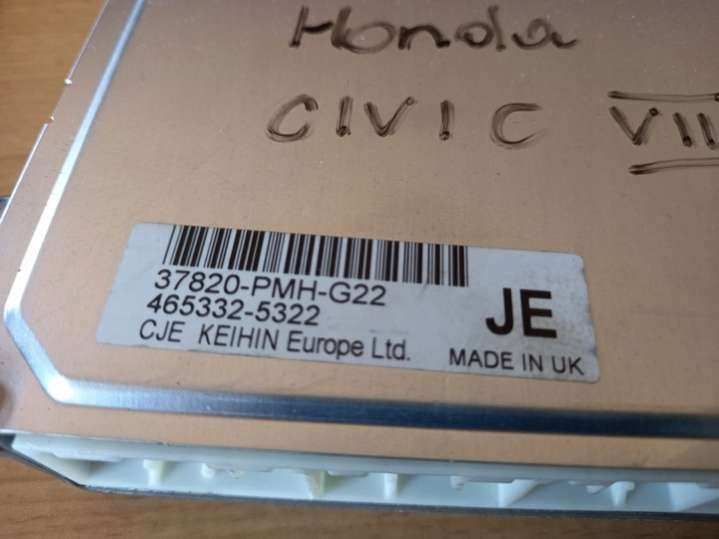 Honda
CIVIC VII
37820-PMH-G22
465332-5322
JE
CJE KEIHIN Europe Ltd.
MADE IN UK